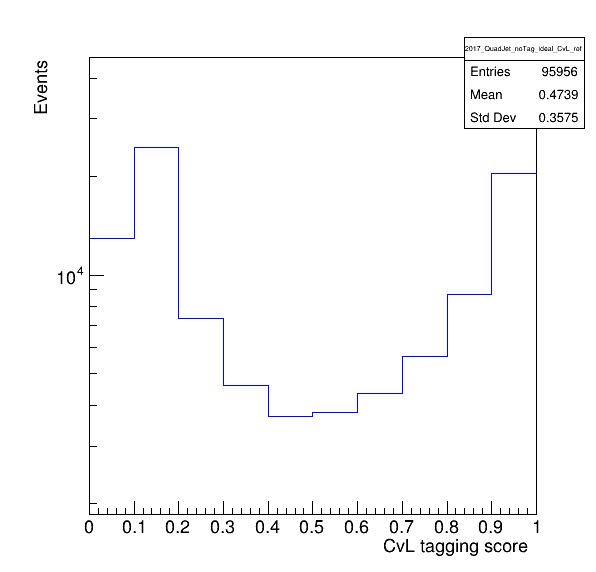 2017_QuadJet_noTag_ideal_CvL_ref
Entries 95956
Mean 0.4739
Std Dev 0.3575
Events
10^4
0 0.1 0.2 0.3 0.4 0.5 0.6 0.7 0.8 0.9 1
CvL tagging score